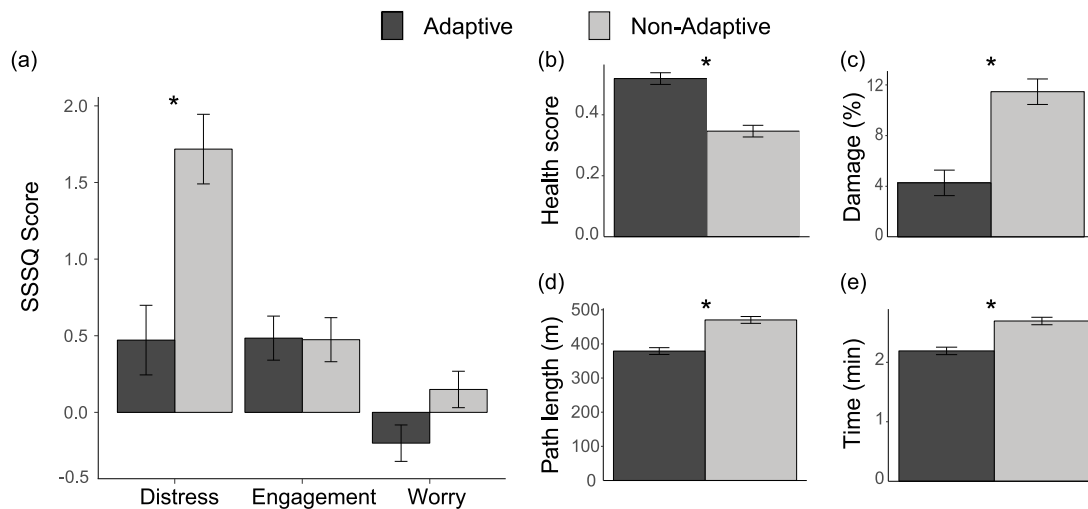 Adaptive
Non-Adaptive
(a)
*
SSSQ Score
2.0
1.5
1.0
0.5
0.0
-0.5
Distress
Engagement
Worry
(b)
*
Health score
0.4
0.2
0.0
(c)
*
Damage (%)
12
8
4
0
(d)
*
Path length (m)
500
400
300
200
100
0
(e)
*
Time (min)
2
1
0